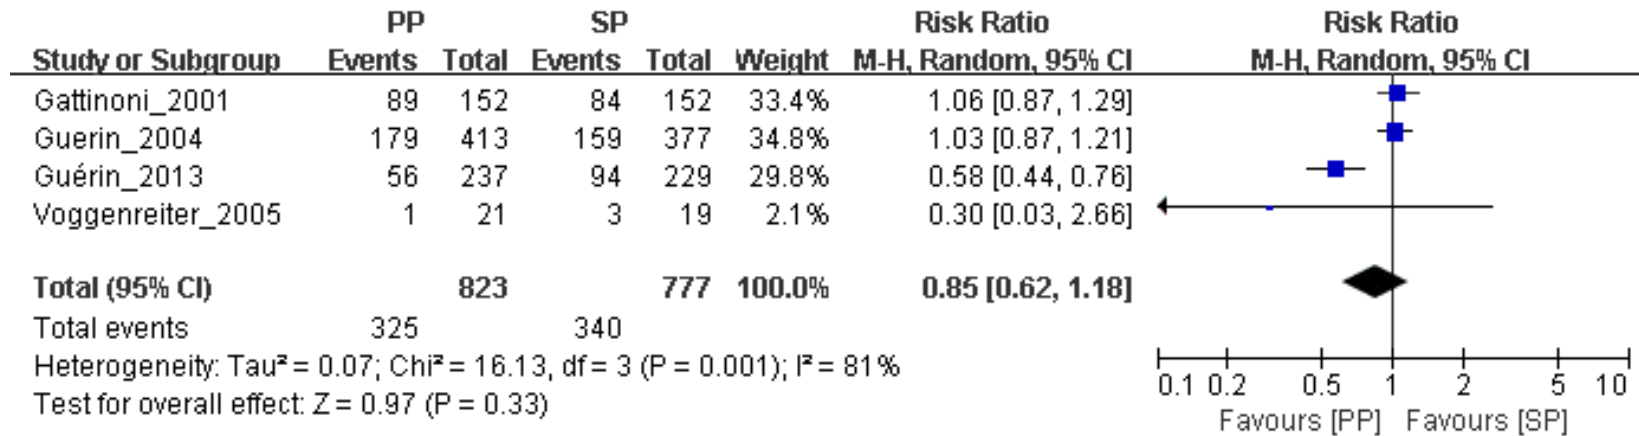 PP SP Risk Ratio Risk Ratio
Study or Subgroup Events Total Events Total Weight M-H, Random, 95% CI M-H, Random, 95% CI
Gattinoni_2001 89 152 84 152 33.4% 1.06 [0.87, 1.29]
Guerin_2004 179 413 159 377 34.8% 1.03 [0.87, 1.21]
Guérin_2013 56 237 94 229 29.8% 0.58 [0.44, 0.76]
Voggenreiter_2005 1 21 3 19 2.1% 0.30 [0.03, 2.66]
Total (95% CI) 823 777 100.0% 0.85 [0.62, 1.18]
Total events 325 340
Heterogeneity: Tau² = 0.07; Chi² = 16.13, df = 3 (P = 0.001); I² = 81%
Test for overall effect: Z = 0.97 (P = 0.33)
0.1 0.2 0.5 1 2 5 10
Favours [PP] Favours [SP]